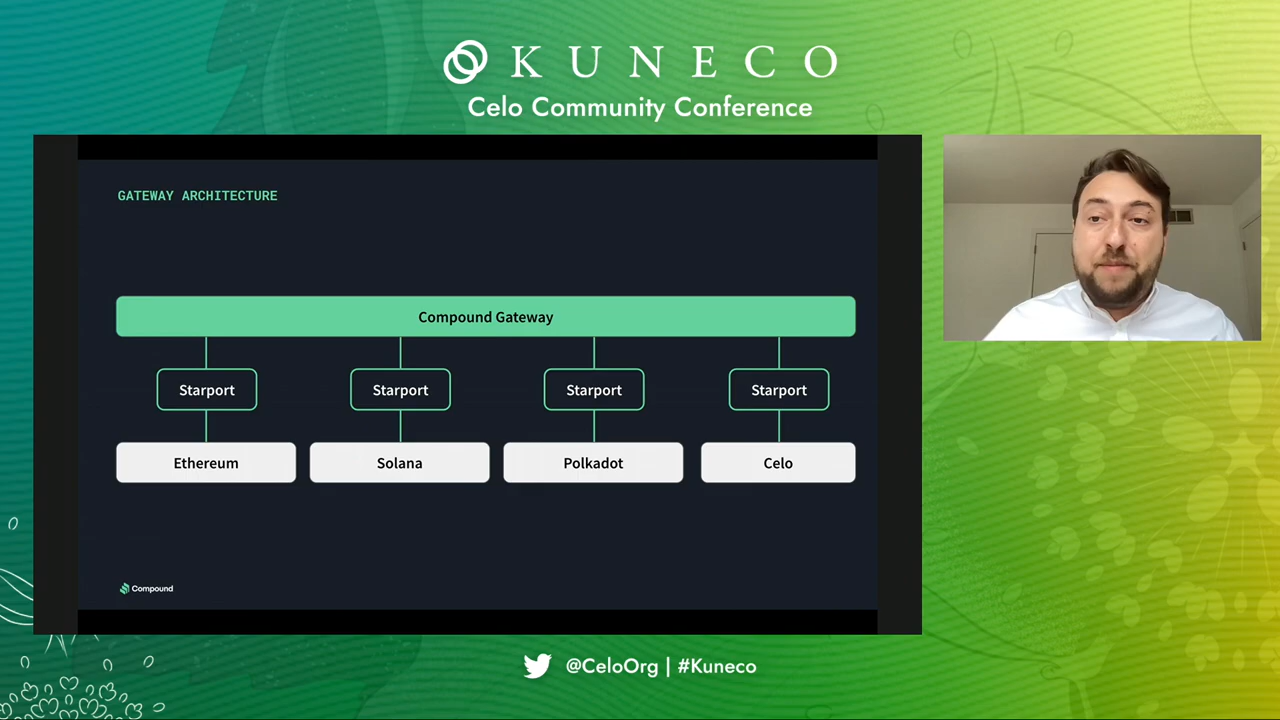 KUNECO
Celo Community Conference
GATEWAY ARCHITECTURE
Compound Gateway
Starport Starport Starport Starport
Ethereum Solana Polkadot Celo
Compound
@CeloOrg | #Kuneco